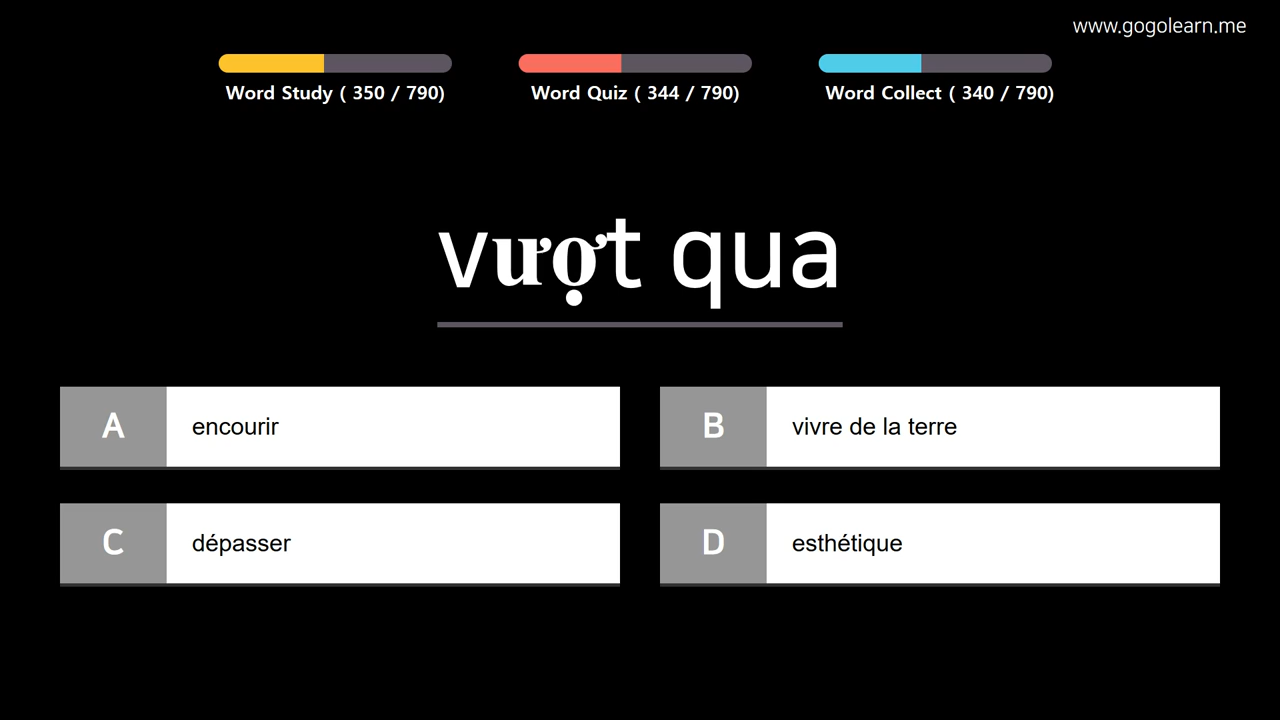 www.gogolearn.me
Word Study ( 350 / 790)
Word Quiz ( 344 / 790)
Word Collect ( 340 / 790)
vượt qua
A
encourir
B
vivre de la terre
C
dépasser
D
esthétique